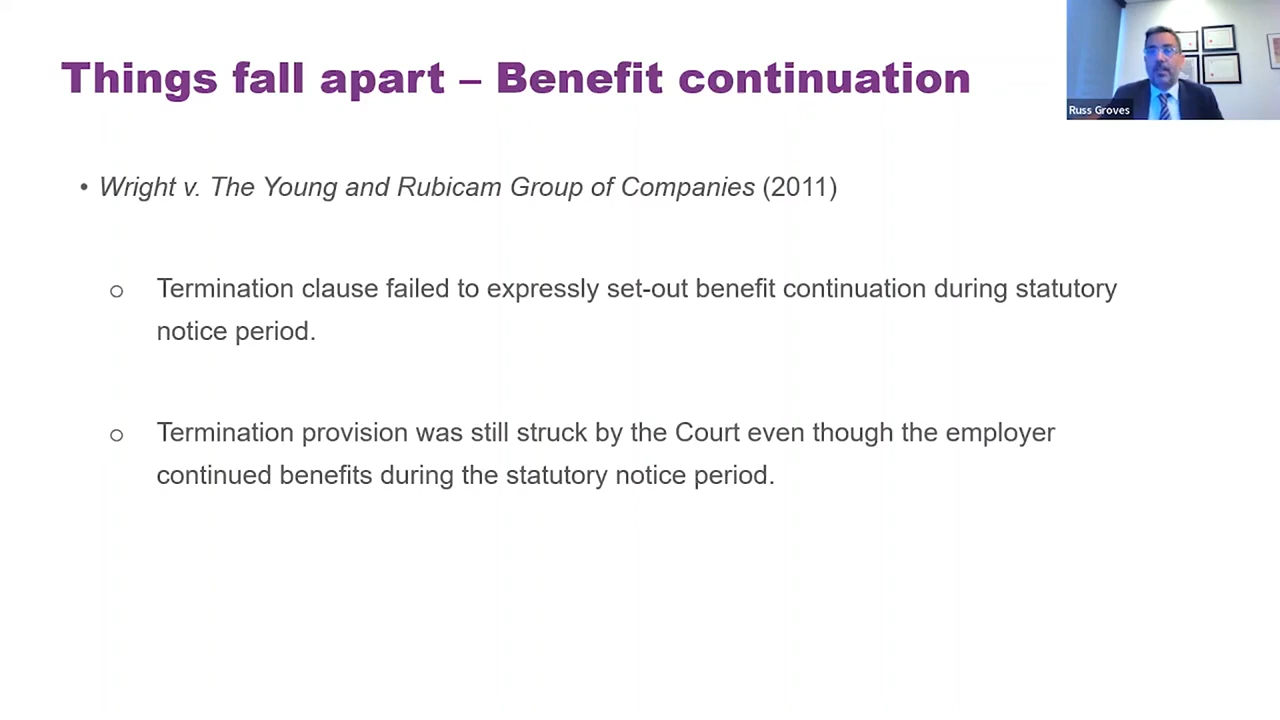 Things fall apart – Benefit continuation
Russ Groves
• Wright v. The Young and Rubicam Group of Companies (2011)
o Termination clause failed to expressly set-out benefit continuation during statutory
notice period.
o Termination provision was still struck by the Court even though the employer
continued benefits during the statutory notice period.